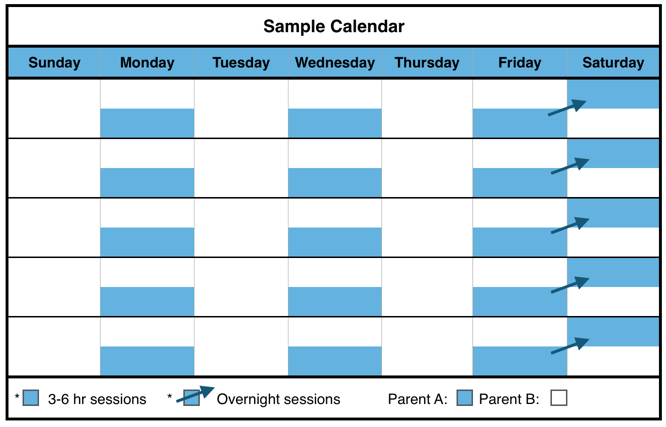 Sample Calendar
Sunday Monday Tuesday Wednesday Thursday Friday Saturday
* 3-6 hr sessions * Overnight sessions Parent A: Parent B: